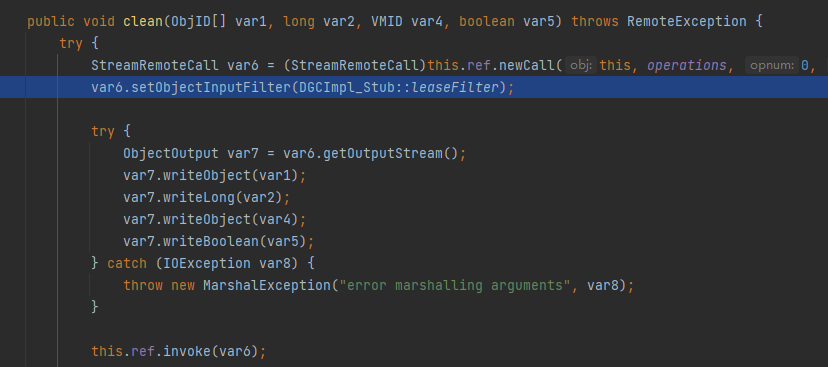 public void clean(ObjID[] var1, long var2, VMID var4, boolean var5) throws RemoteException {
try {
StreamRemoteCall var6 = (StreamRemoteCall)this.ref.newCall( obj: this, operations, opnum: 0,
var6.setObjectInputFilter(DGCImpl_Stub::leaseFilter);
try {
ObjectOutput var7 = var6.getOutputStream();
var7.writeObject(var1);
var7.writeLong(var2);
var7.writeObject(var4);
var7.writeBoolean(var5);
} catch (IOException var8) {
throw new MarshalException("error marshalling arguments", var8);
}
this.ref.invoke(var6);